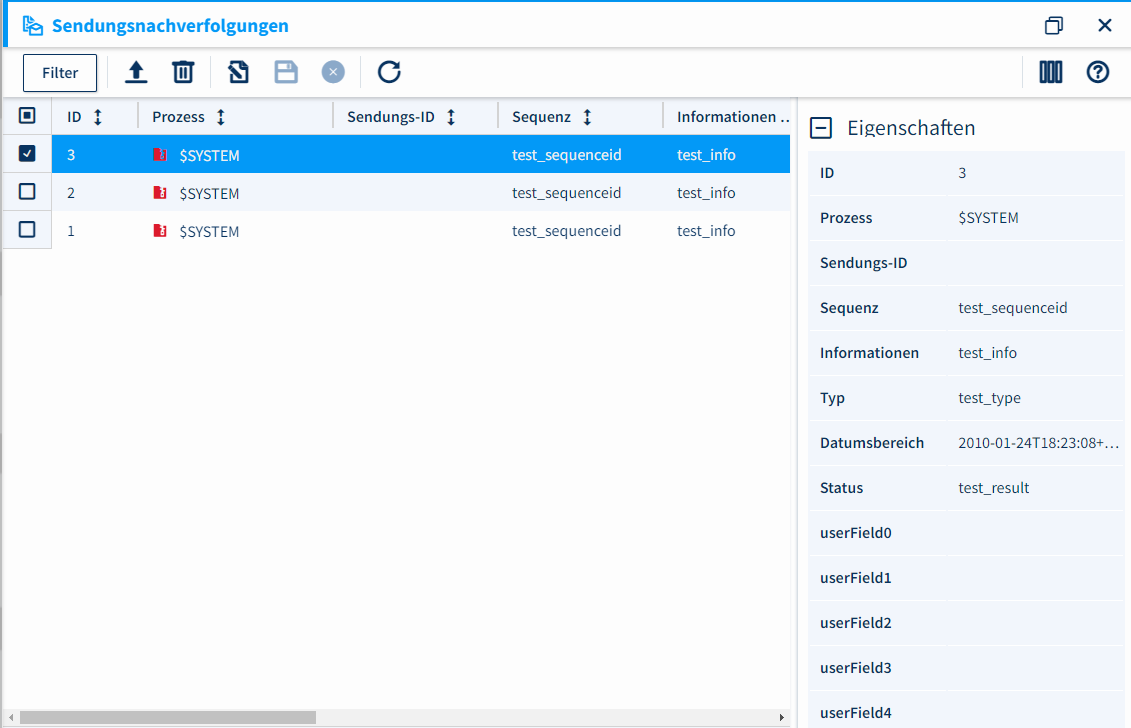 Sendungsnachverfolgungen
Filter
ID Prozess Sendungs-ID Sequenz Informationen ..
3 $SYSTEM test_sequenceid test_info
2 $SYSTEM test_sequenceid test_info
1 $SYSTEM test_sequenceid test_info
Eigenschaften
ID 3
Prozess $SYSTEM
Sendungs-ID
Sequenz test_sequenceid
Informationen test_info
Typ test_type
Datumsbereich 2010-01-24T18:23:08+...
Status test_result
userField0
userField1
userField2
userField3
userField4